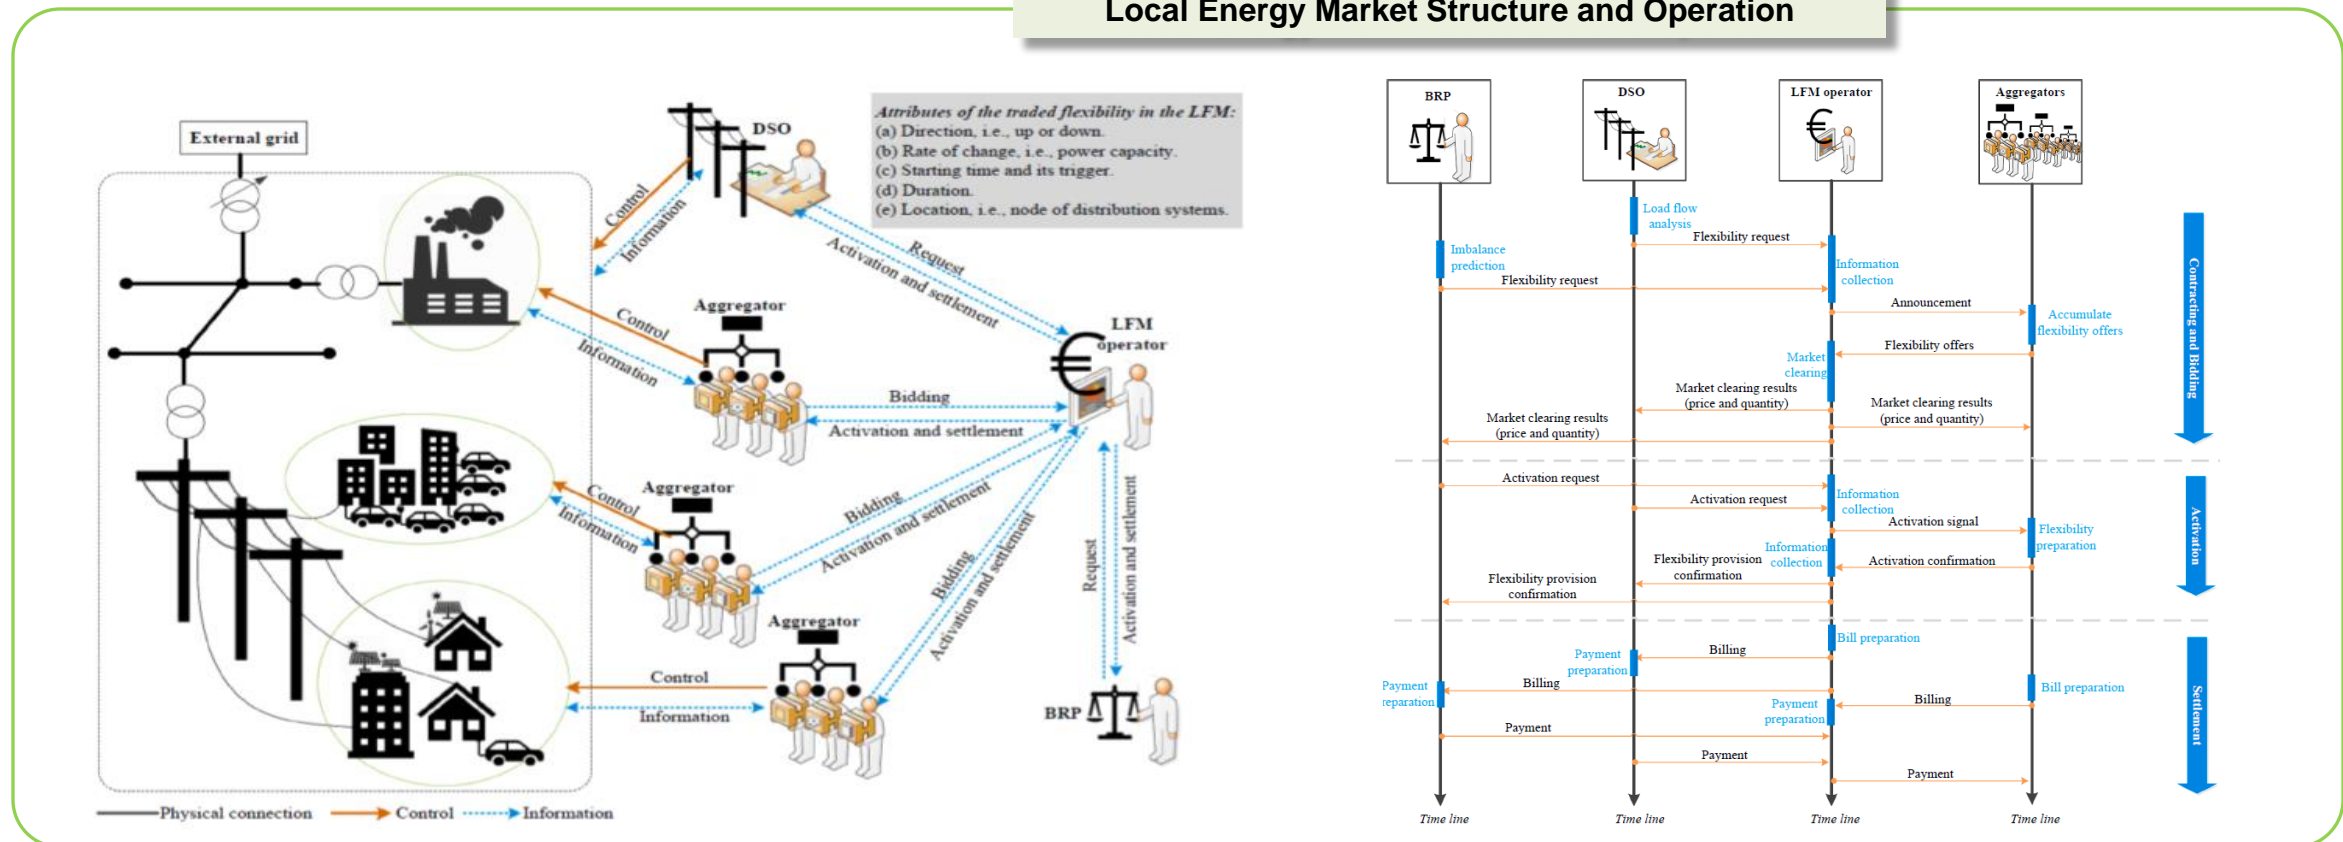 Local Energy Market Structure and Operation
External grid
DSO
Attributes of the traded flexibility in the LFM:
(a) Direction, i.e., up or down.
(b) Rate of change, i.e., power capacity.
(c) Starting time and its trigger.
(d) Duration.
(e) Location, i.e., node of distribution systems.
Control
Information
Request
Activation and settlement
Aggregator
Control
Information
LFM
operator
Bidding
Activation and settlement
Aggregator
Control
Information
Bidding
Activation and settlement
Bidding
Activation and settlement
Request
Activation and settlement
Aggregator
Control
Information
BRP
Physical connection
Control
Information
BRP
DSO
LFM operator
Aggregators
Load flow
analysis
Flexibility request
Imbalance
prediction
Information
collection
Flexibility request
Announcement
Accumulate
flexibility offers
Flexibility offers
Market
clearing
Market clearing results
(price and quantity)
Market clearing results
(price and quantity)
Market clearing results
(price and quantity)
Contracting and Bidding
Activation request
Activation request
Information
collection
Activation signal
Flexibility
preparation
Information
collection
Activation confirmation
Flexibility provision
confirmation
Flexibility provision
confirmation
Activation
Bill preparation
Billing
Payment
preparation
Billing
Payment
reparation
Bill preparation
Billing
Payment
preparation
Payment
Payment
Payment
Settlement
Time line
Time line
Time line
Time line